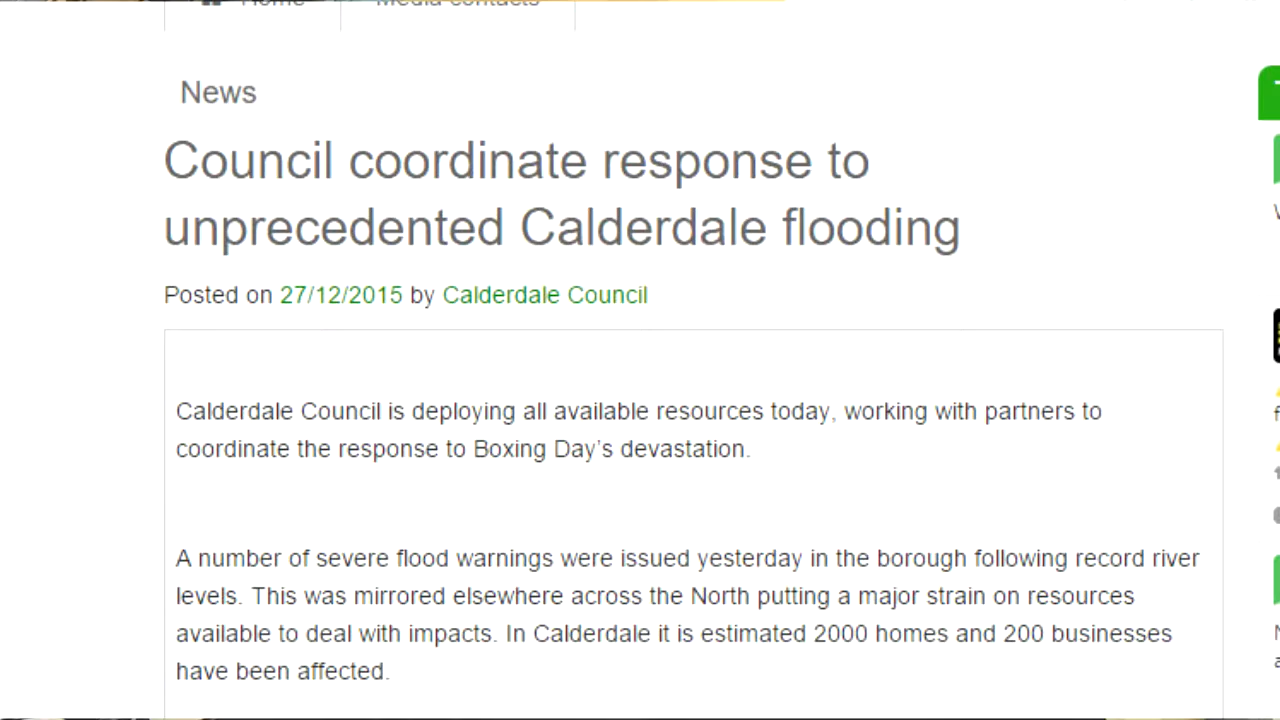 Home Media contacts
News
Council coordinate response to
unprecedented Calderdale flooding
Posted on 27/12/2015 by Calderdale Council
Calderdale Council is deploying all available resources today, working with partners to
coordinate the response to Boxing Day’s devastation.
A number of severe flood warnings were issued yesterday in the borough following record river
levels. This was mirrored elsewhere across the North putting a major strain on resources
available to deal with impacts. In Calderdale it is estimated 2000 homes and 200 businesses
have been affected.